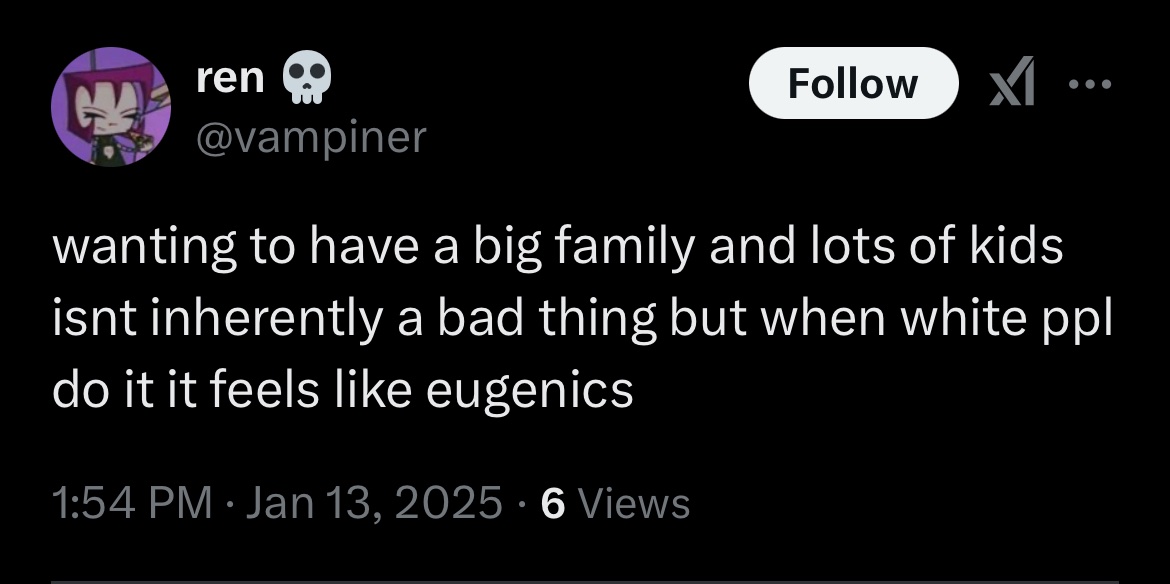 ren 💀
Follow
@vampiner
wanting to have a big family and lots of kids
isnt inherently a bad thing but when white ppl
do it it feels like eugenics
1:54 PM · Jan 13, 2025 · 6 Views